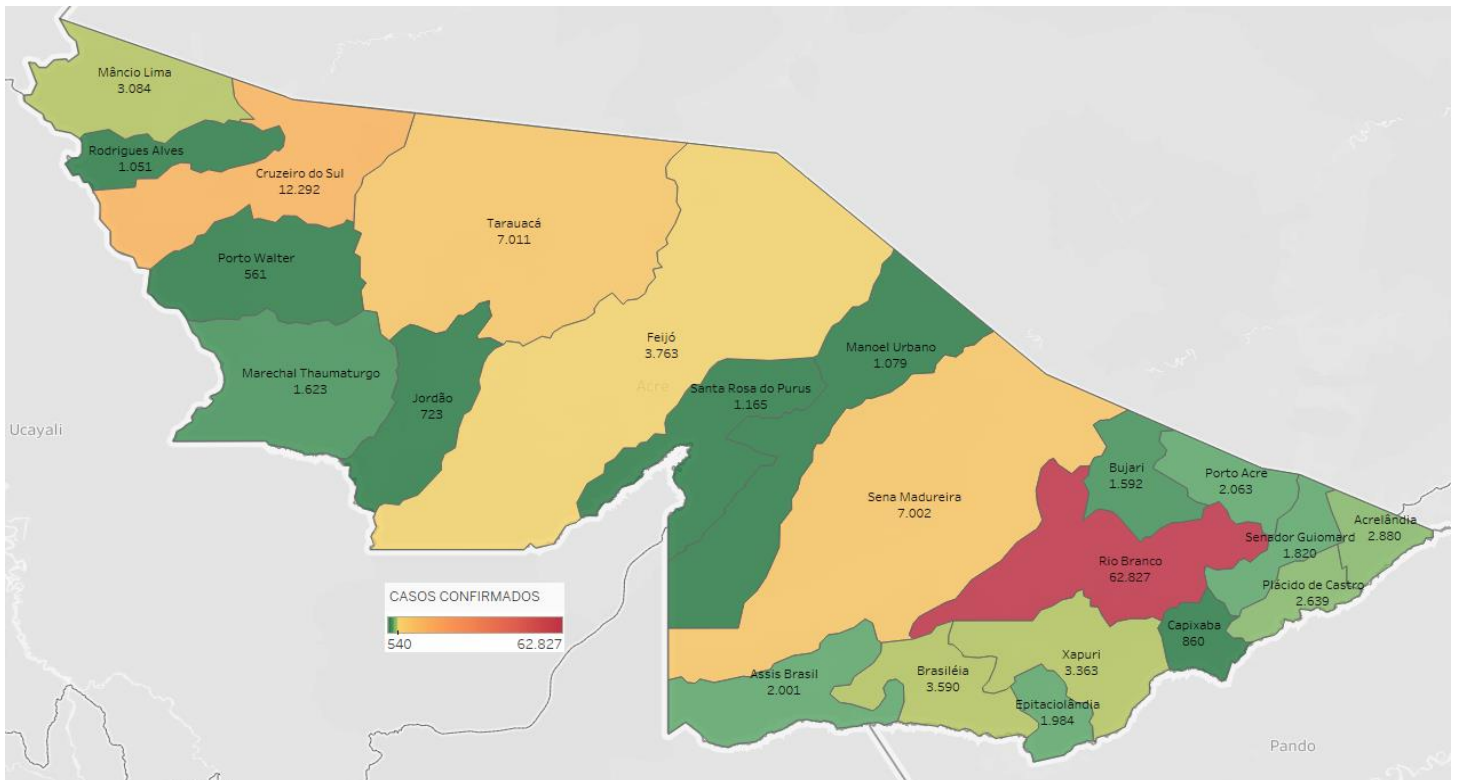 Mâncio Lima
3.084
Rodrigues Alves
1.051
Cruzeiro do Sul
12.292
Tarauacá
7.011
Porto Walter
561
Feijó
3.763
Acre
Manoel Urbano
1.079
Marechal Thaumaturgo
1.623
Jordão
723
Santa Rosa do Purus
1.165
Ucayali
Sena Madureira
7.002
Bujari
1.592
Porto Acre
2.063
Acrelândia
2.880
Senador Guiomard
1.820
Rio Branco
62.827
Plácido de Castro
2.639
CASOS CONFIRMADOS
540 62.827
Capixaba
860
Xapuri
3.363
Brasiléia
3.590
Assis Brasil
2.001
Epitaciolândia
1.984
Pando